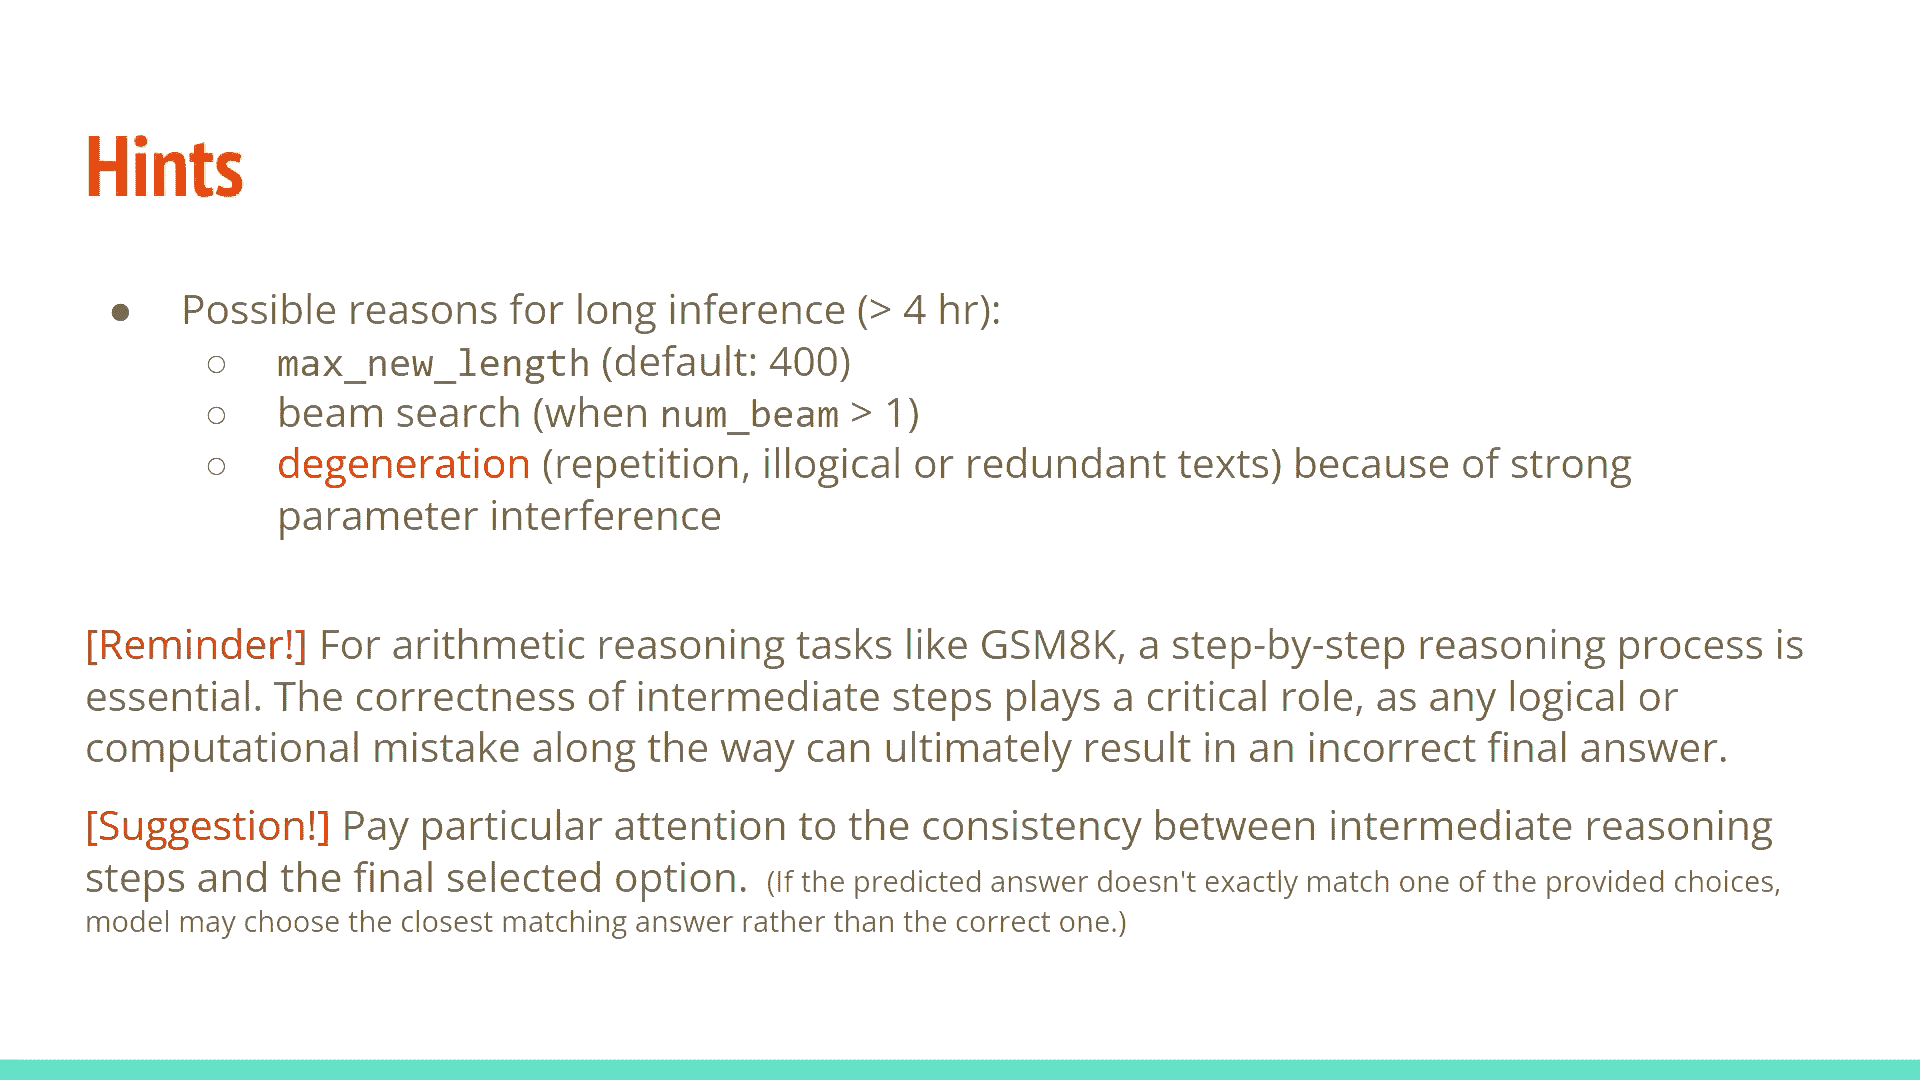 Hints
● Possible reasons for long inference (> 4 hr):
○ max_new_length (default: 400)
○ beam search (when num_beam > 1)
○ degeneration (repetition, illogical or redundant texts) because of strong
parameter interference
[Reminder!] For arithmetic reasoning tasks like GSM8K, a step-by-step reasoning process is
essential. The correctness of intermediate steps plays a critical role, as any logical or
computational mistake along the way can ultimately result in an incorrect final answer.
[Suggestion!] Pay particular attention to the consistency between intermediate reasoning
steps and the final selected option. (If the predicted answer doesn't exactly match one of the provided choices,
model may choose the closest matching answer rather than the correct one.)